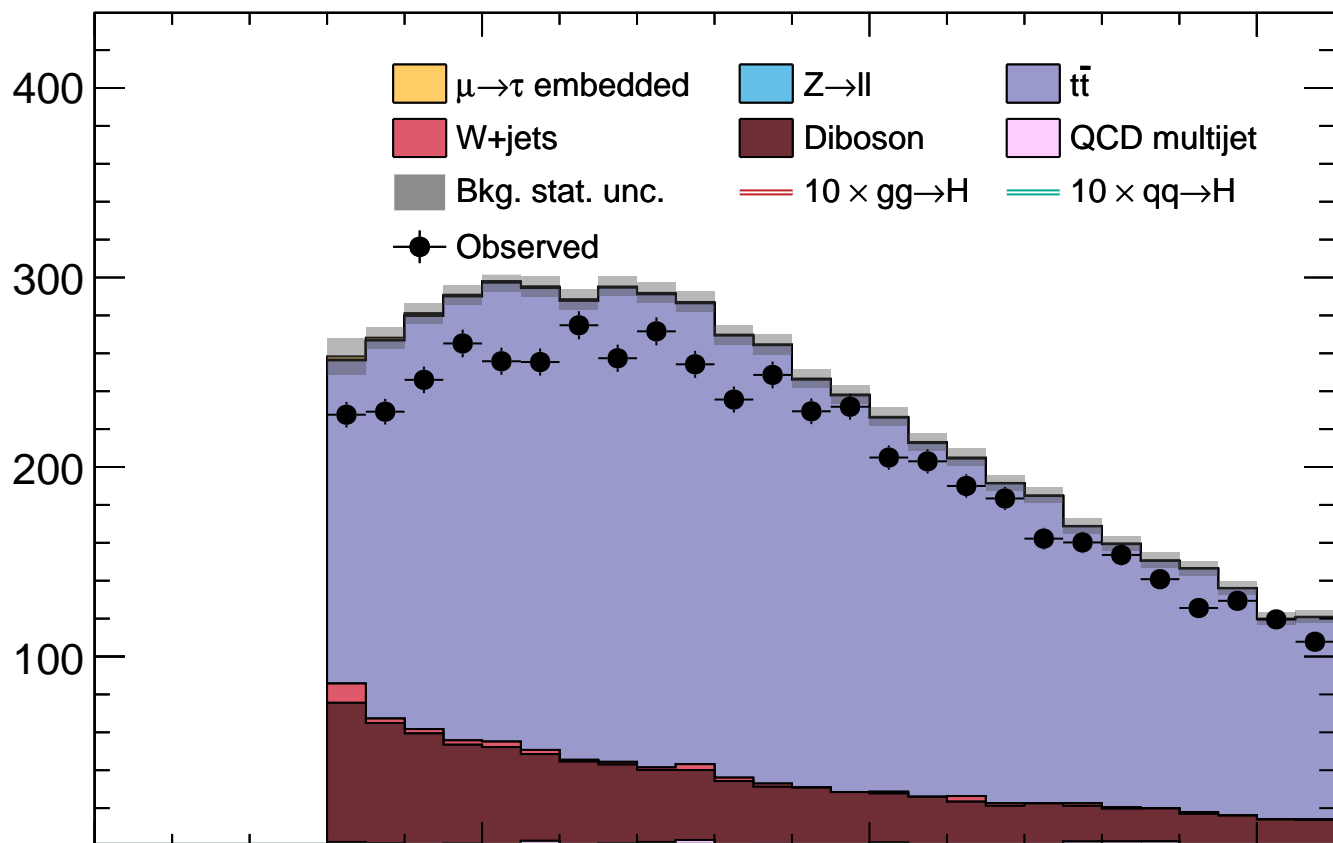 400
μ→τ embedded Z→ll tt̄
W+jets Diboson QCD multijet
Bkg. stat. unc. 10 × gg→H 10 × qq→H
Observed
300
200
100